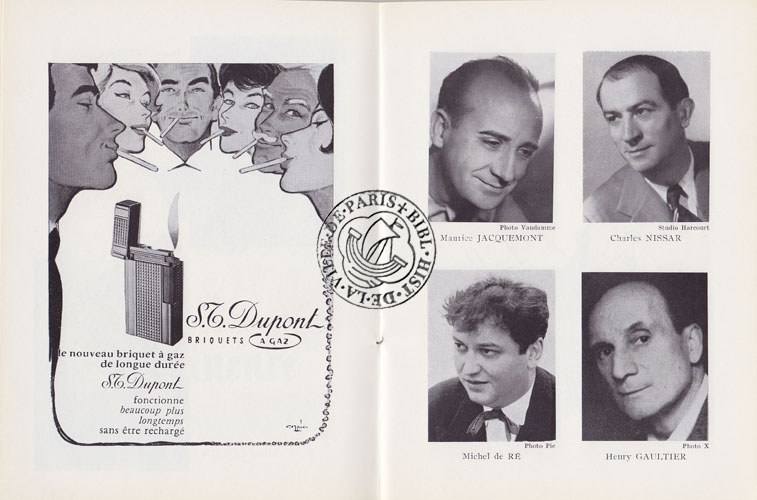 S.T. Dupont
BRIQUETS A GAZ
le nouveau briquet à gaz
de longue durée
S.T. Dupont
fonctionne
beaucoup plus
longtemps
sans être rechargé
BIBL · HIST · DE · LA · VILLE · DE · PARIS
Photo Vandamme
Maurice JACQUEMONT
Studio Harcourt
Charles NISSAR
Photo Pic
Michel de RÉ
Photo X
Henry GAULTIER